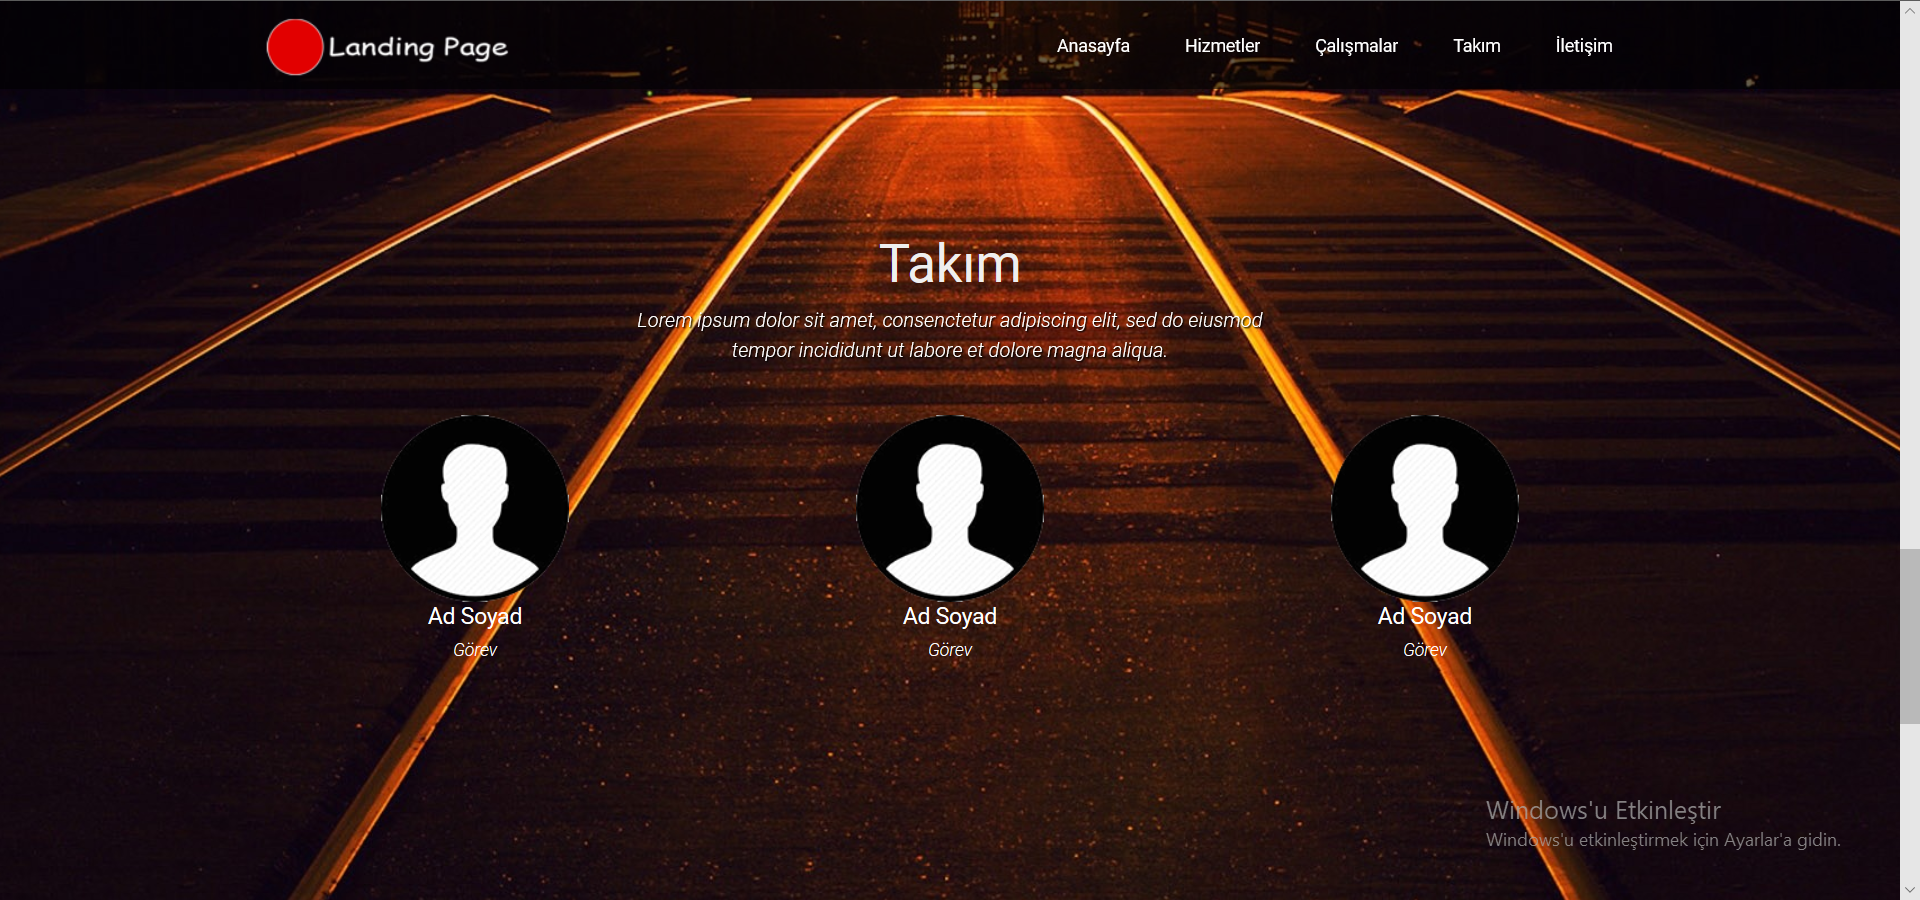 Landing Page
Anasayfa Hizmetler Çalışmalar Takım İletişim
Takım
Lorem ipsum dolor sit amet, consenctetur adipiscing elit, sed do eiusmod
tempor incididunt ut labore et dolore magna aliqua.
Ad Soyad Ad Soyad Ad Soyad
Görev Görev Görev
Windows'u Etkinleştir
Windows'u etkinleştirmek için Ayarlar'a gidin.